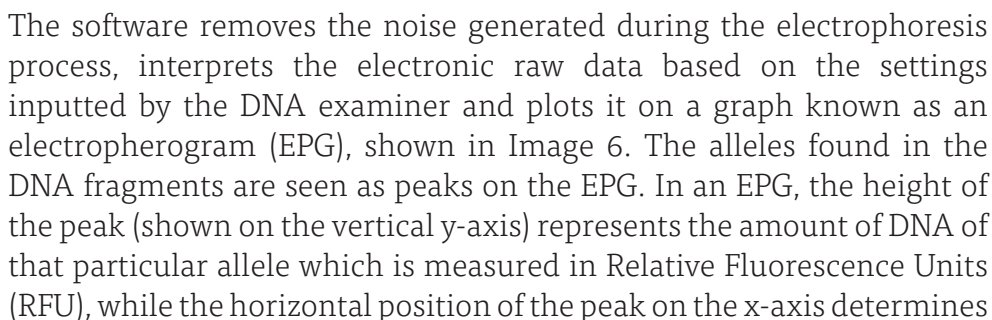 The software removes the noise generated during the electrophoresis
process, interprets the electronic raw data based on the settings
inputted by the DNA examiner and plots it on a graph known as an
electropherogram (EPG), shown in Image 6. The alleles found in the
DNA fragments are seen as peaks on the EPG. In an EPG, the height of
the peak (shown on the vertical y-axis) represents the amount of DNA of
that particular allele which is measured in Relative Fluorescence Units
(RFU), while the horizontal position of the peak on the x-axis determines